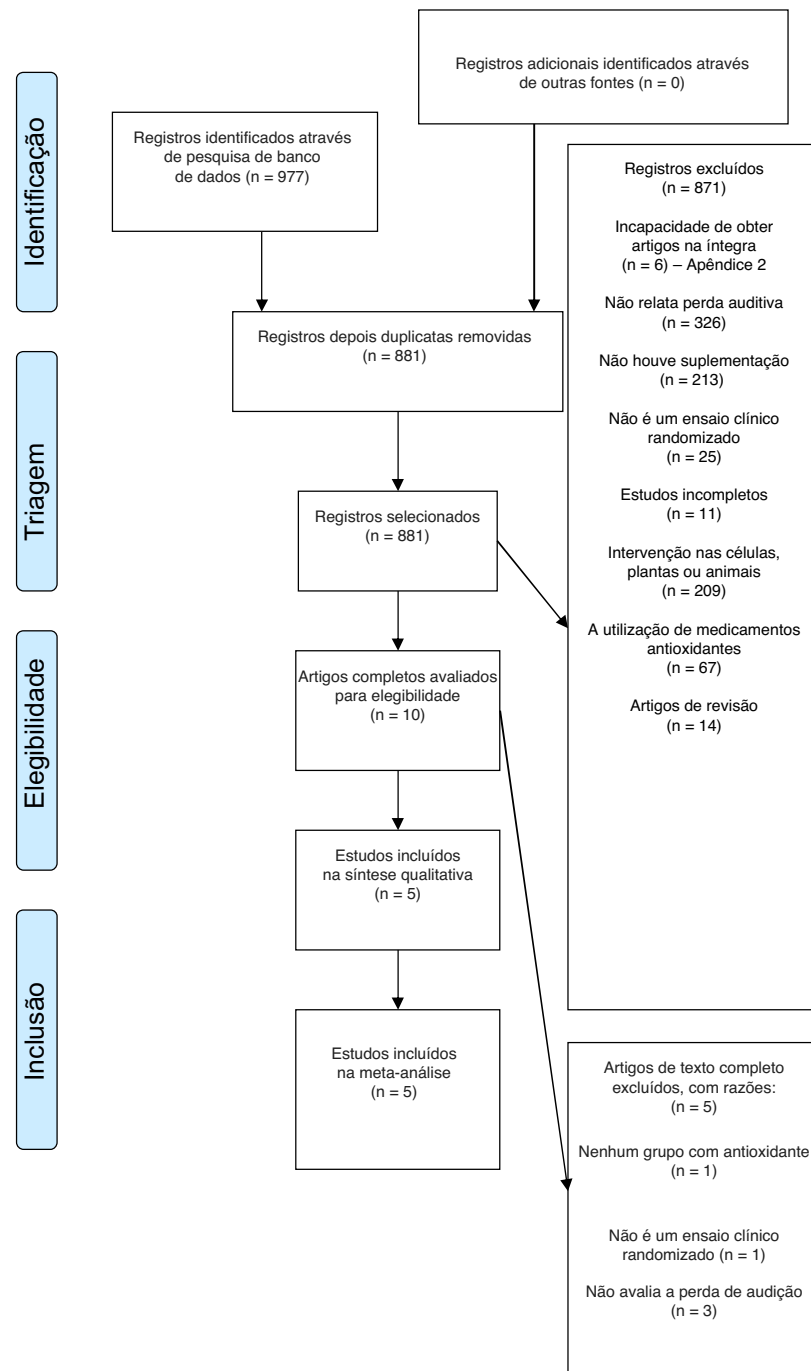 Identificação
Registros adicionais identificados através
de outras fontes (n = 0)
Registros identificados através
de pesquisa de banco
de dados (n = 977)
Registros depois duplicatas removidas
(n = 881)
Triagem
Registros selecionados
(n = 881)
Registros excluídos
(n = 871)
Incapacidade de obter
artigos na íntegra
(n = 6) – Apêndice 2
Não relata perda auditiva
(n = 326)
Não houve suplementação
(n = 213)
Não é um ensaio clínico
randomizado
(n = 25)
Estudos incompletos
(n = 11)
Intervenção nas células,
plantas ou animais
(n = 209)
A utilização de medicamentos
antioxidantes
(n = 67)
Artigos de revisão
(n = 14)
Elegibilidade
Artigos completos avaliados
para elegibilidade
(n = 10)
Estudos incluídos
na síntese qualitativa
(n = 5)
Inclusão
Estudos incluídos
na meta-análise
(n = 5)
Artigos de texto completo
excluídos, com razões:
(n = 5)
Nenhum grupo com antioxidante
(n = 1)
Não é um ensaio clínico
randomizado (n = 1)
Não avalia a perda de audição
(n = 3)